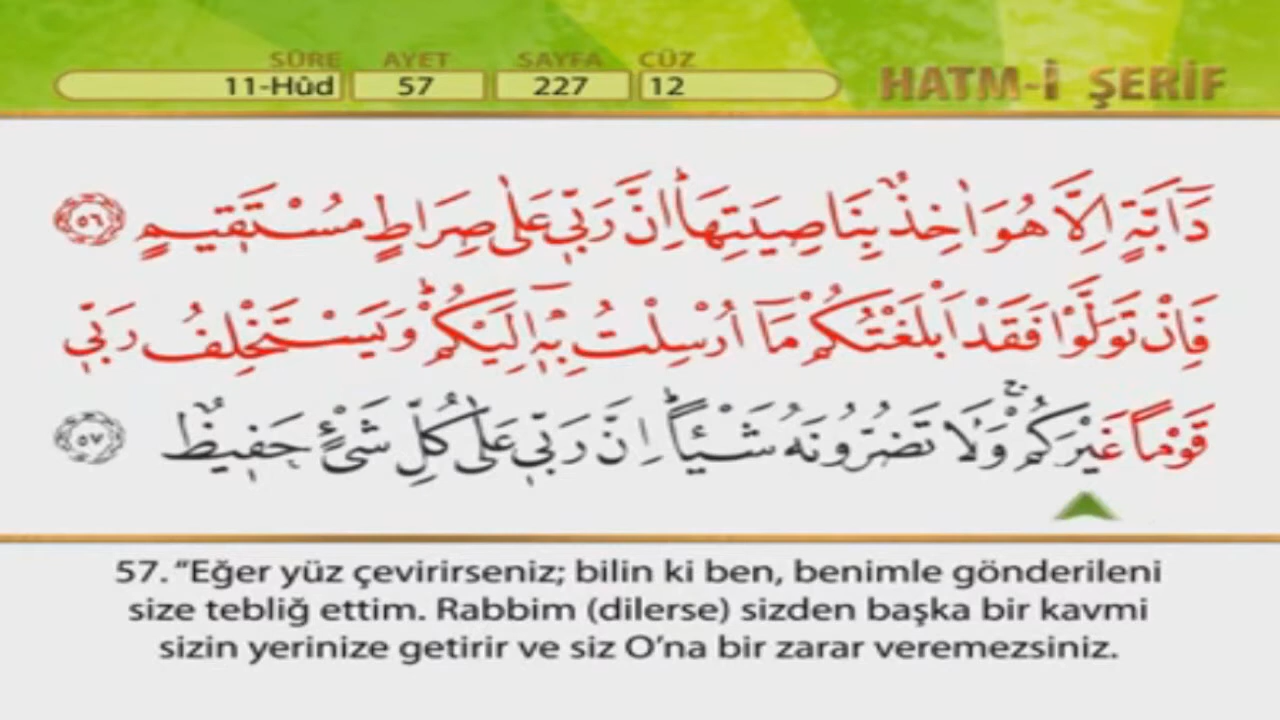 SÛRE AYET SAYFA CÜZ
11-Hûd 57 227 12
HATM-İ ŞERİF
دَٓابَّةٍ اِلَّا هُوَ اٰخِذٌ بِنَاصِيَتِهَاۜ اِنَّ رَبّ۪ي عَلٰى صِرَاطٍ مُسْتَق۪يمٍ ﴿٥٦﴾
فَاِنْ تَوَلَّوْا فَقَدْ اَبْلَغْتُكُمْ مَٓا اُرْسِلْتُ بِه۪ٓ اِلَيْكُمْۜ وَيَسْتَخْلِفُ رَبّ۪ي
قَوْمًا غَيْرَكُمْۚ وَلَا تَضُرُّونَهُ شَيْـًٔاۜ اِنَّ رَبّ۪ي عَلٰى كُلِّ شَيْءٍ حَف۪يظٌ ﴿٥٧﴾
57. “Eğer yüz çevirirseniz; bilin ki ben, benimle gönderileni
size tebliğ ettim. Rabbim (dilerse) sizden başka bir kavmi
sizin yerinize getirir ve siz O’na bir zarar veremezsiniz.